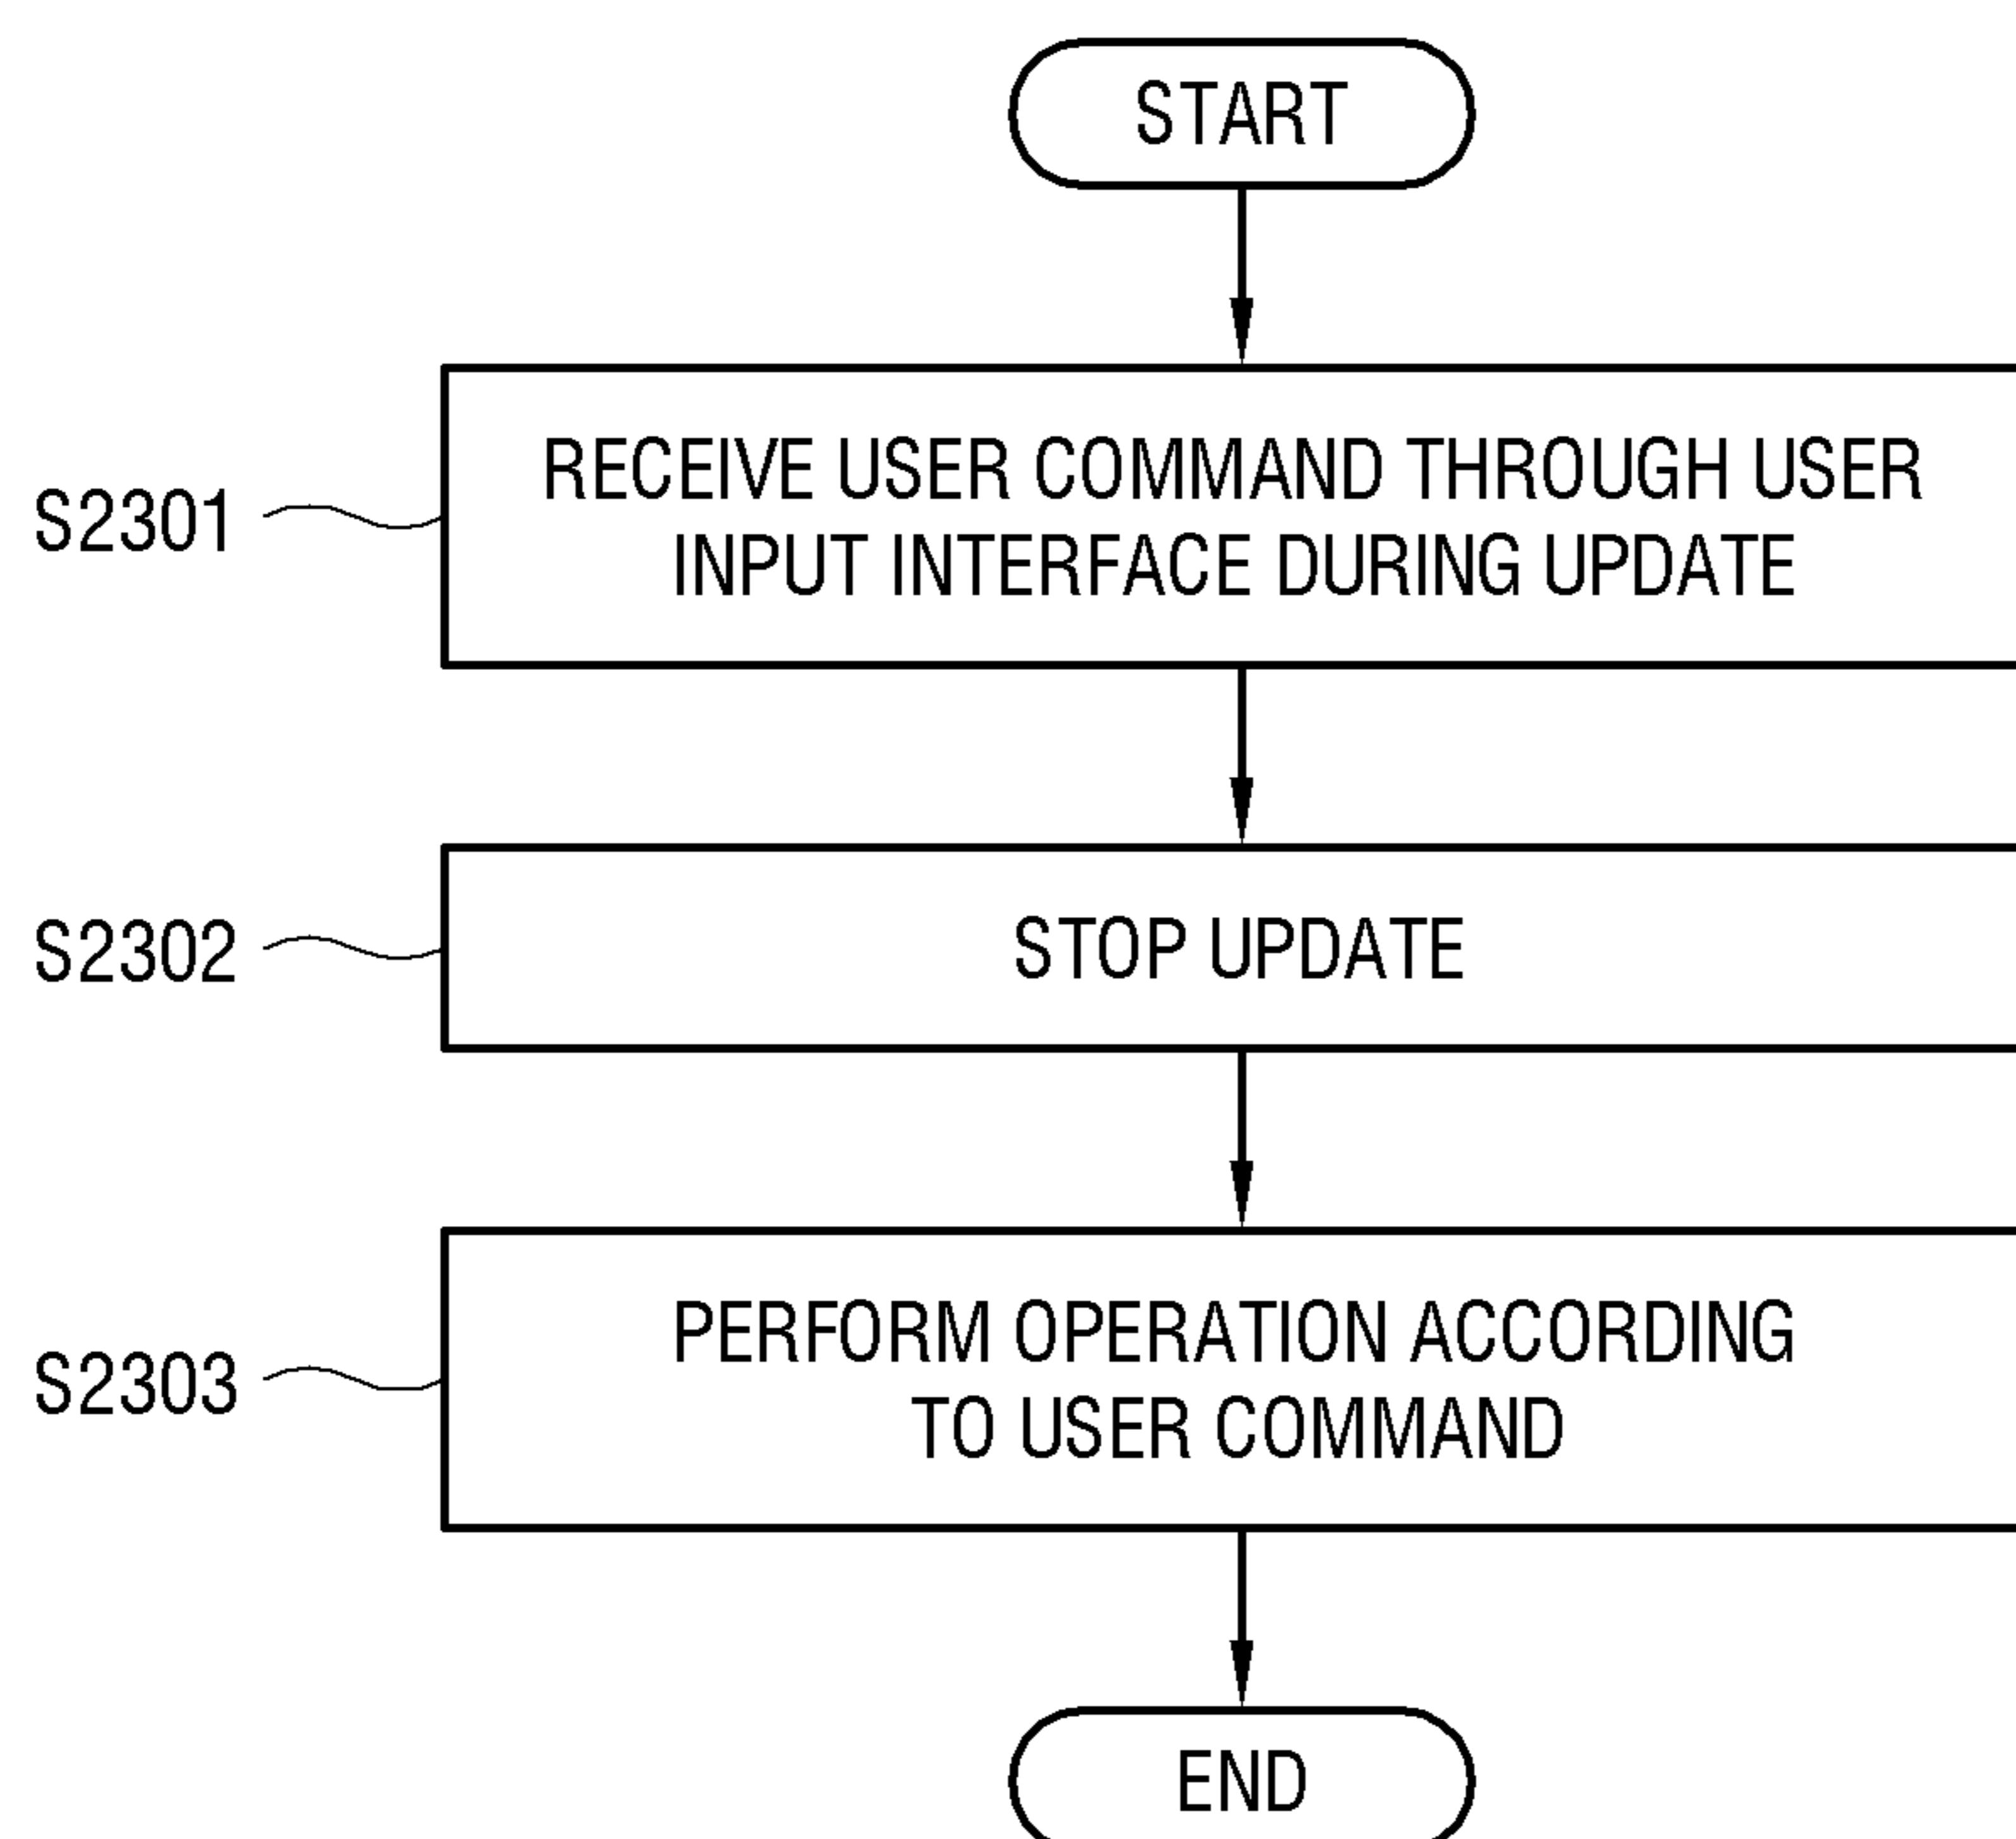 START
S2301
RECEIVE USER COMMAND THROUGH USER
INPUT INTERFACE DURING UPDATE
S2302
STOP UPDATE
S2303
PERFORM OPERATION ACCORDING
TO USER COMMAND
END